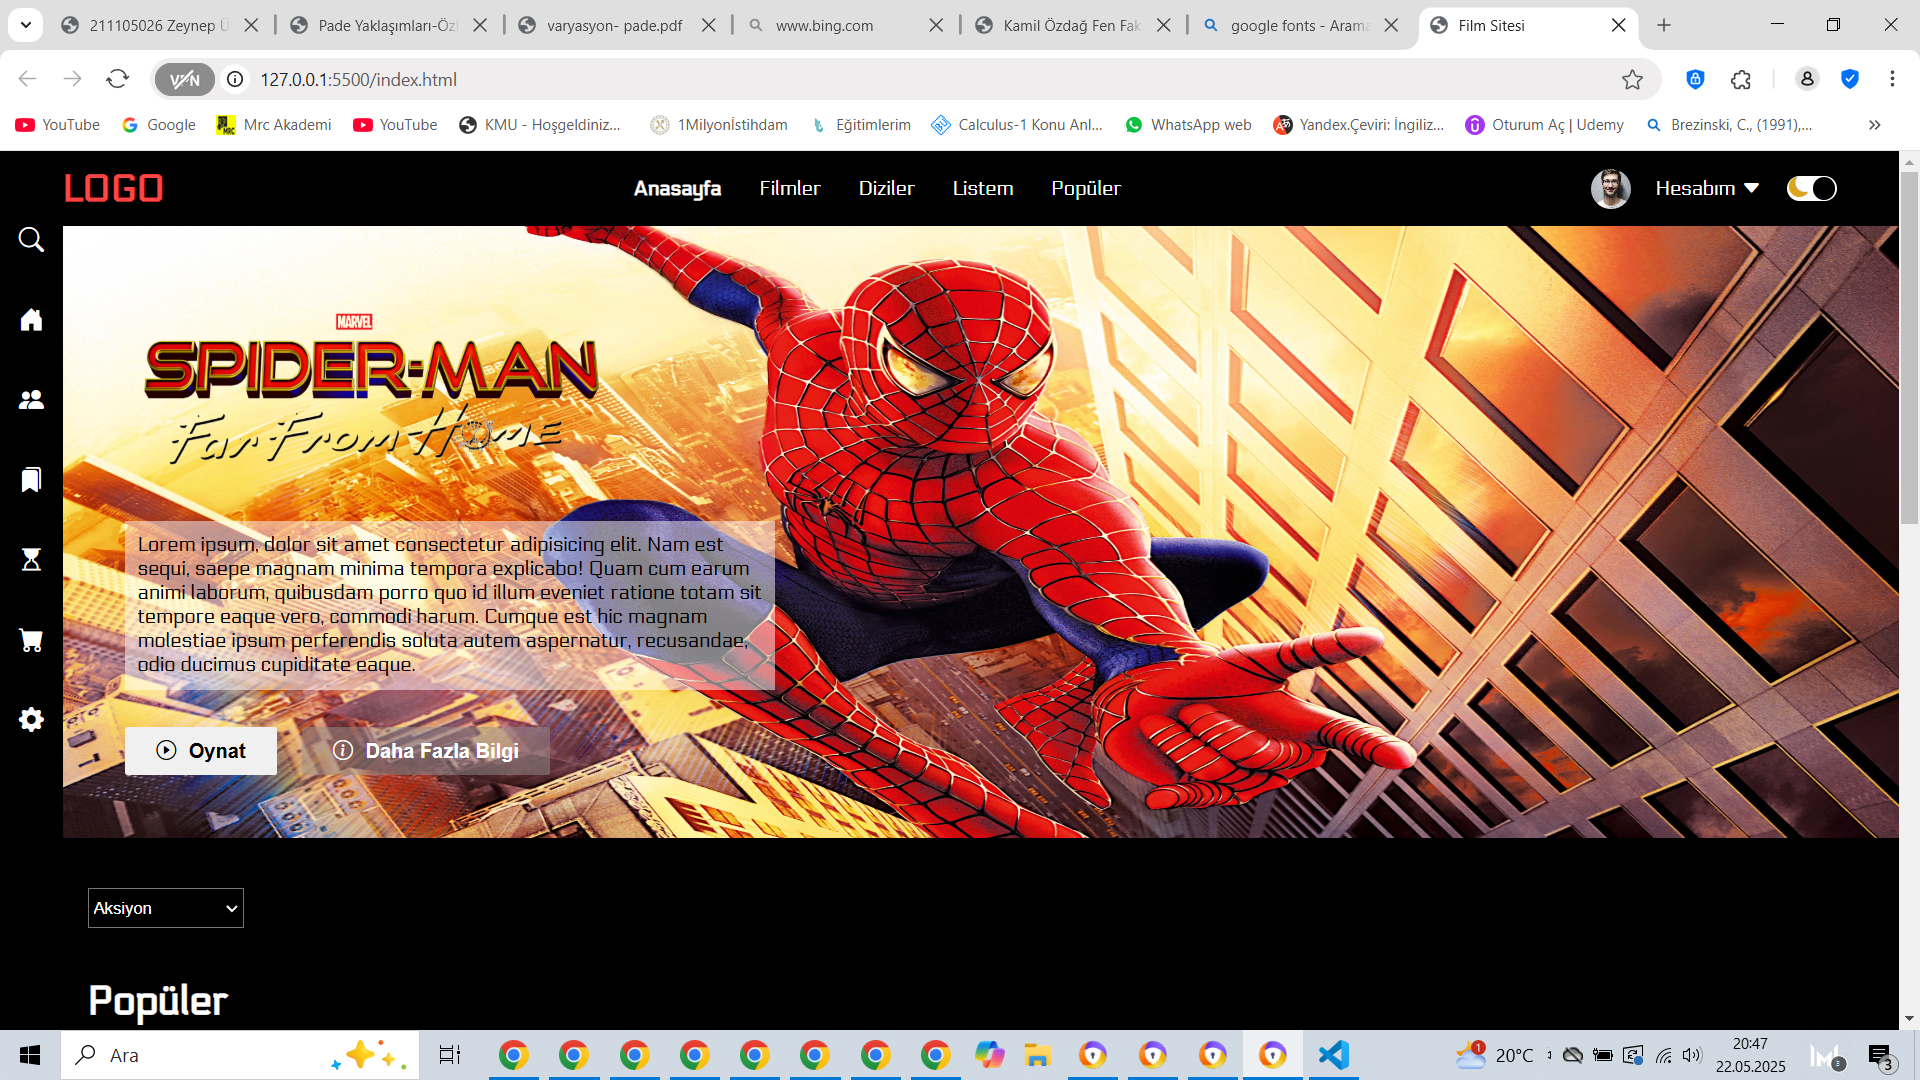 211105026 Zeynep Ü
Pade Yaklaşımları-Özl
varyasyon- pade.pdf
www.bing.com
Kamil Özdağ Fen Fak
google fonts - Arama
Film Sitesi
VPN
127.0.0.1:5500/index.html
YouTube
Google
Mrc Akademi
YouTube
KMU - Hoşgeldiniz...
1Milyonİstihdam
Eğitimlerim
Calculus-1 Konu Anl...
WhatsApp web
Yandex.Çeviri: İngiliz...
Oturum Aç | Udemy
Brezinski, C., (1991),...
LOGO
Anasayfa
Filmler
Diziler
Listem
Popüler
Hesabım
MARVEL
SPIDER-MAN
Far From Home
Lorem ipsum, dolor sit amet consectetur adipisicing elit. Nam est
sequi, saepe magnam minima tempora explicabo! Quam cum earum
animi laborum, quibusdam porro quo id illum eveniet ratione totam sit
tempore eaque vero, commodi harum. Cumque est hic magnam
molestiae ipsum perferendis soluta autem aspernatur, recusandae,
odio ducimus cupiditate eaque.
Oynat
Daha Fazla Bilgi
Aksiyon
Popüler
Ara
1
20°C
20:47
22.05.2025
3
3